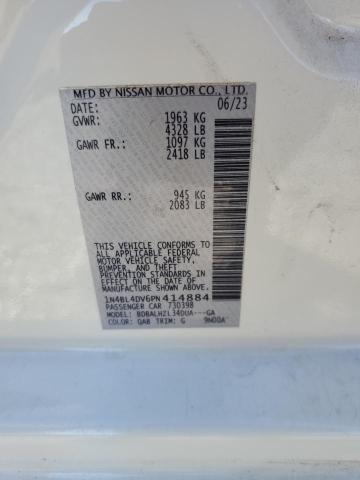 MFD BY NISSAN MOTOR CO., LTD.
DATE: 06/23
GVWR: 1963 KG
4328 LB
GAWR FR: 1097 KG
2418 LB
GAWR RR: 945 KG
2083 LB
THIS VEHICLE CONFORMS TO
ALL APPLICABLE FEDERAL
MOTOR VEHICLE SAFETY,
BUMPER, AND THEFT
PREVENTION STANDARDS IN
EFFECT ON THE DATE OF
MANUFACTURE SHOWN ABOVE.
1N4BL4DV6PN414884
PASSENGER CAR 730398
MODEL: BDBALHZL34DUA---GA
COLOR: QAB TRIM: G